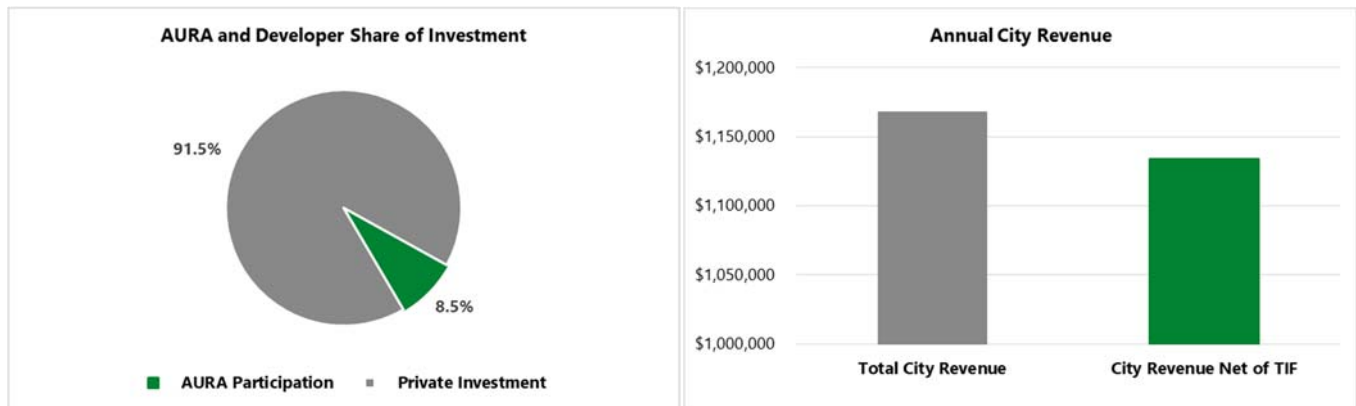 AURA and Developer Share of Investment
91.5%
8.5%
AURA Participation
Private Investment
Annual City Revenue
$1,200,000
$1,150,000
$1,100,000
$1,050,000
$1,000,000
Total City Revenue
City Revenue Net of TIF